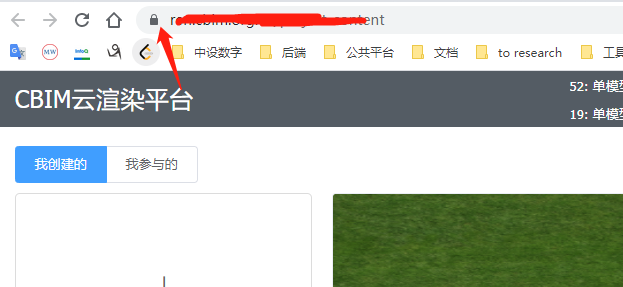 content
MW
InfoQ
中设数字
后端
公共平台
文档
to research
工具
CBIM云渲染平台
52: 单模型
19: 单模型
我创建的
我参与的